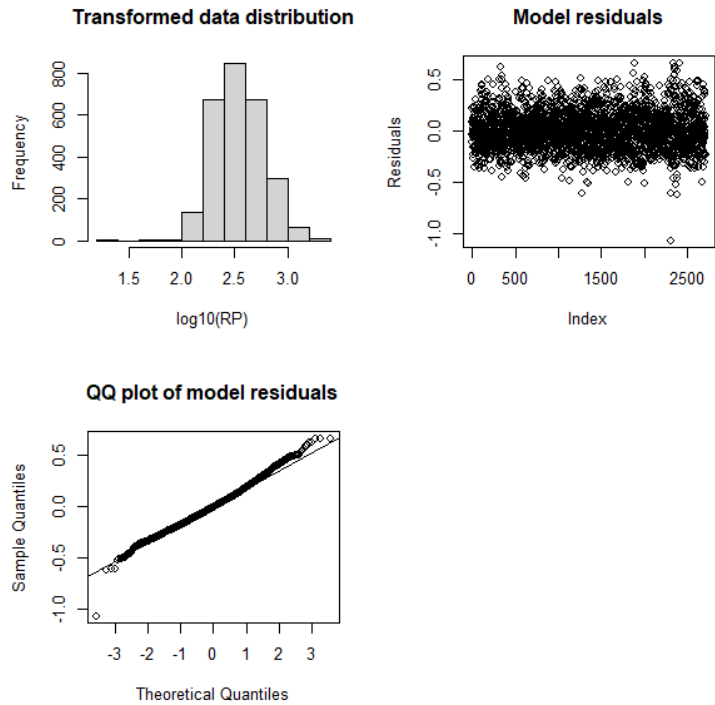 Transformed data distribution
Frequency
0 200 400 600 800
1.5 2.0 2.5 3.0
log10(RP)
Model residuals
Residuals
-1.0 -0.5 0.0 0.5
0 500 1500 2500
Index
QQ plot of model residuals
Sample Quantiles
-1.0 -0.5 0.0 0.5
-3 -2 -1 0 1 2 3
Theoretical Quantiles